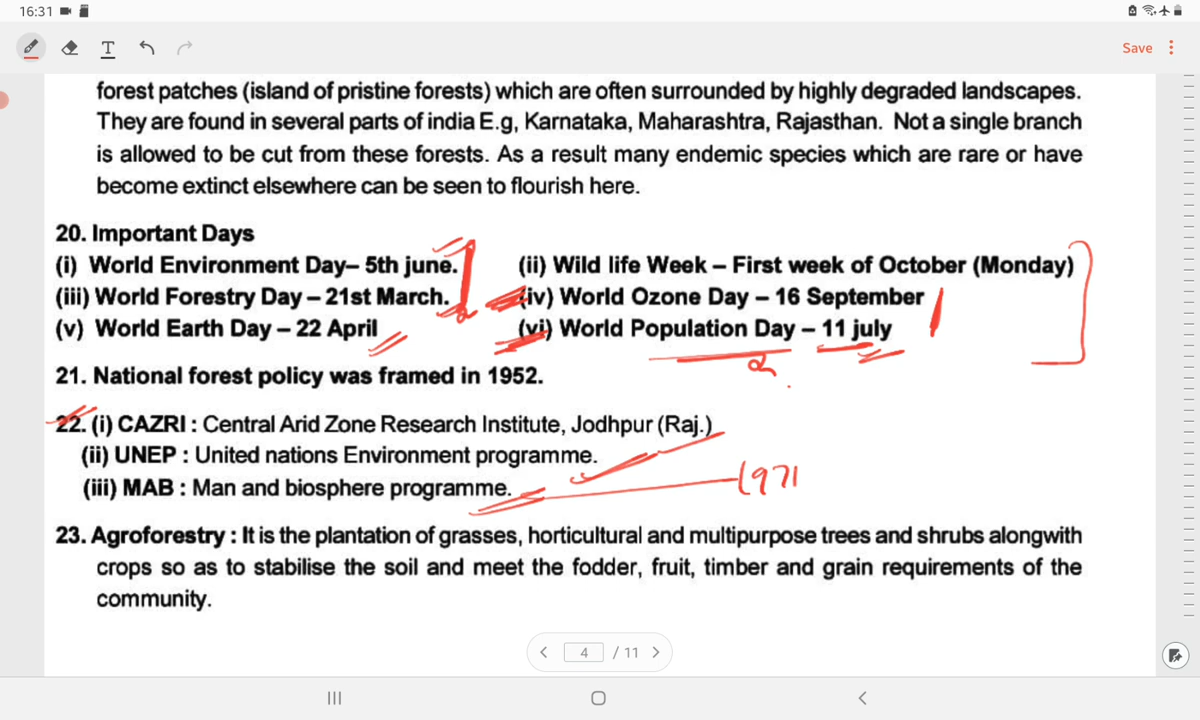 16:31
T
Save
forest patches (island of pristine forests) which are often surrounded by highly degraded landscapes.
They are found in several parts of india E.g, Karnataka, Maharashtra, Rajasthan. Not a single branch
is allowed to be cut from these forests. As a result many endemic species which are rare or have
become extinct elsewhere can be seen to flourish here.
20. Important Days
(i) World Environment Day– 5th june. (ii) Wild life Week – First week of October (Monday)
(iii) World Forestry Day – 21st March. (iv) World Ozone Day – 16 September
(v) World Earth Day – 22 April (vi) World Population Day – 11 july
21. National forest policy was framed in 1952.
22. (i) CAZRI : Central Arid Zone Research Institute, Jodhpur (Raj.)
(ii) UNEP : United nations Environment programme.
(iii) MAB : Man and biosphere programme. 1971
23. Agroforestry : It is the plantation of grasses, horticultural and multipurpose trees and shrubs alongwith
crops so as to stabilise the soil and meet the fodder, fruit, timber and grain requirements of the
community.
4 / 11